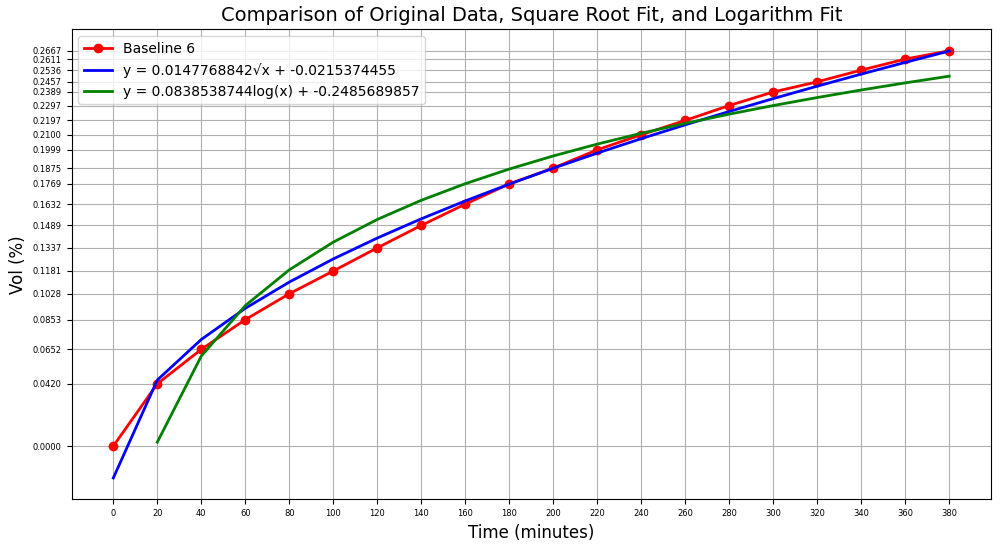 Comparison of Original Data, Square Root Fit, and Logarithm Fit
Baseline 6
y = 0.0147768842√x + -0.0215374455
y = 0.0838538744log(x) + -0.2485689857
Vol (%)
0.2667
0.2611
0.2536
0.2457
0.2389
0.2297
0.2197
0.2100
0.1999
0.1875
0.1769
0.1632
0.1489
0.1337
0.1181
0.1028
0.0853
0.0652
0.0420
0.0000
0 20 40 60 80 100 120 140 160 180 200 220 240 260 280 300 320 340 360 380
Time (minutes)